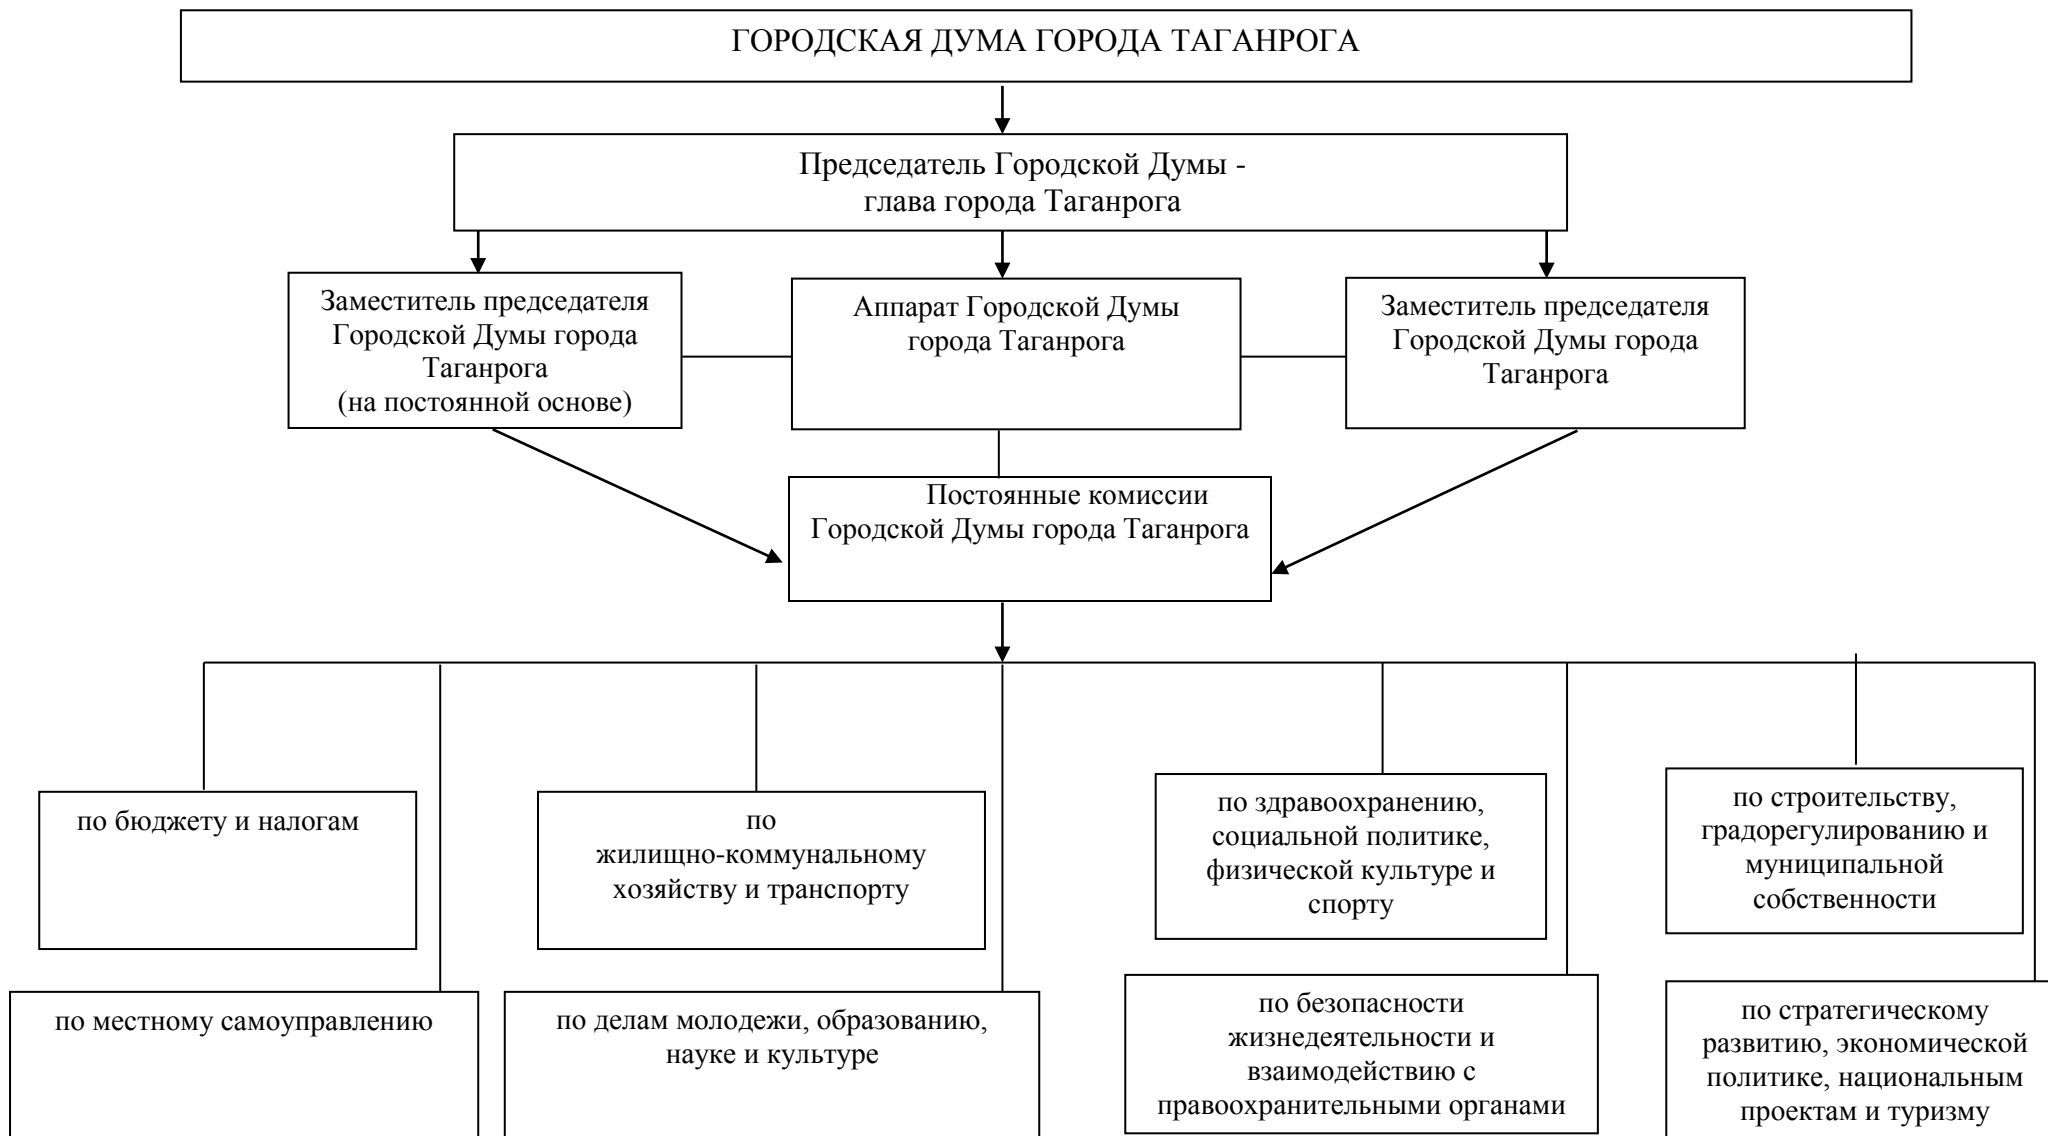 ГОРОДСКАЯ ДУМА ГОРОДА ТАГАНРОГА
Председатель Городской Думы -
глава города Таганрога
Заместитель председателя
Городской Думы города
Таганрога
(на постоянной основе)
Аппарат Городской Думы
города Таганрога
Заместитель председателя
Городской Думы города
Таганрога
Постоянные комиссии
Городской Думы города Таганрога
по бюджету и налогам
по
жилищно-коммунальному
хозяйству и транспорту
по здравоохранению,
социальной политике,
физической культуре и
спорту
по строительству,
градорегулированию и
муниципальной
собственности
по местному самоуправлению
по делам молодежи, образованию,
науке и культуре
по безопасности
жизнедеятельности и
взаимодействию с
правоохранительными органами
по стратегическому
развитию, экономической
политике, национальным
проектам и туризму